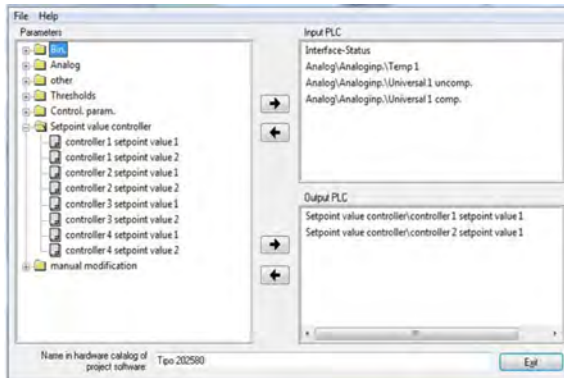 File Help
Parameters
Bin.
Analog
other
Thresholds
Control. param.
Setpoint value controller
controller 1 setpoint value 1
controller 1 setpoint value 2
controller 2 setpoint value 1
controller 2 setpoint value 2
controller 3 setpoint value 1
controller 3 setpoint value 2
controller 4 setpoint value 1
controller 4 setpoint value 2
manual modification
Input PLC
Interface-Status
Analog\Analoginp.\Temp 1
Analog\Analoginp.\Universal 1 uncomp.
Analog\Analoginp.\Universal 1 comp.
Output PLC
Setpoint value controller\controller 1 setpoint value 1
Setpoint value controller\controller 2 setpoint value 1
Name in hardware catalog of
project software
Tipo 202580
Exit